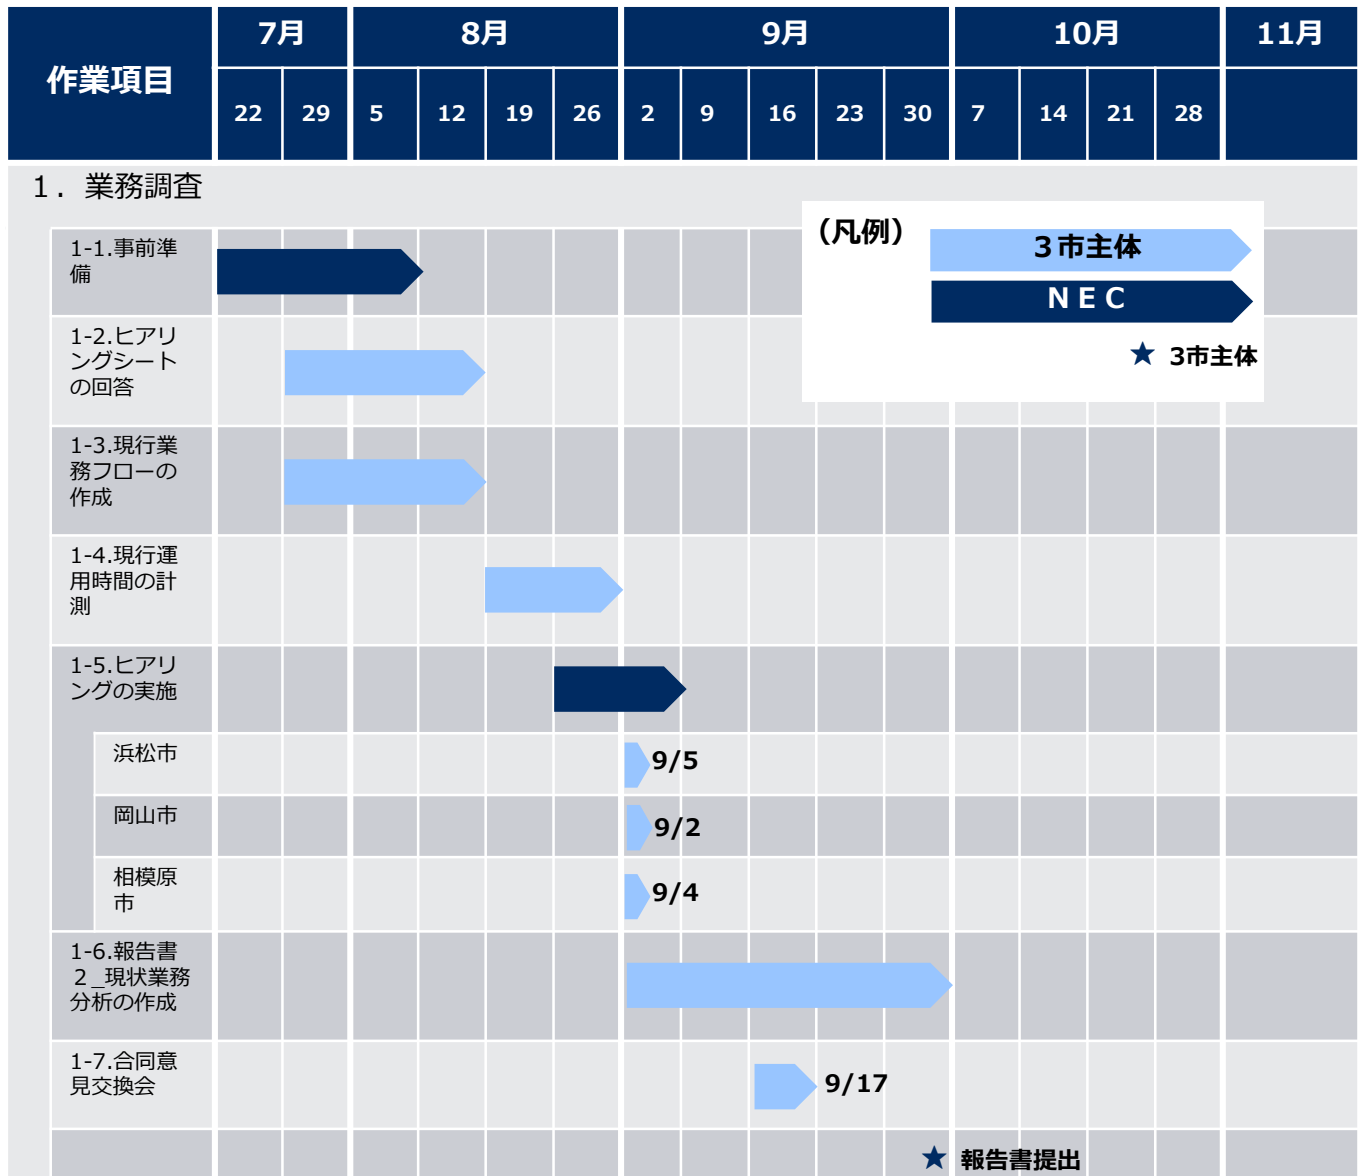 作業項目
7月 8月 9月 10月 11月
22 29 5 12 19 26 2 9 16 23 30 7 14 21 28
1．業務調査
（凡例）
３市主体
ＮＥＣ
★ 3市主体
1-1.事前準
備
1-2.ヒアリ
ングシート
の回答
1-3.現行業
務フローの
作成
1-4.現行運
用時間の計
測
1-5.ヒアリ
ングの実施
浜松市
9/5
岡山市
9/2
相模原
市
9/4
1-6.報告書
２_現状業務
分析の作成
1-7.合同意
見交換会
9/17
★ 報告書提出